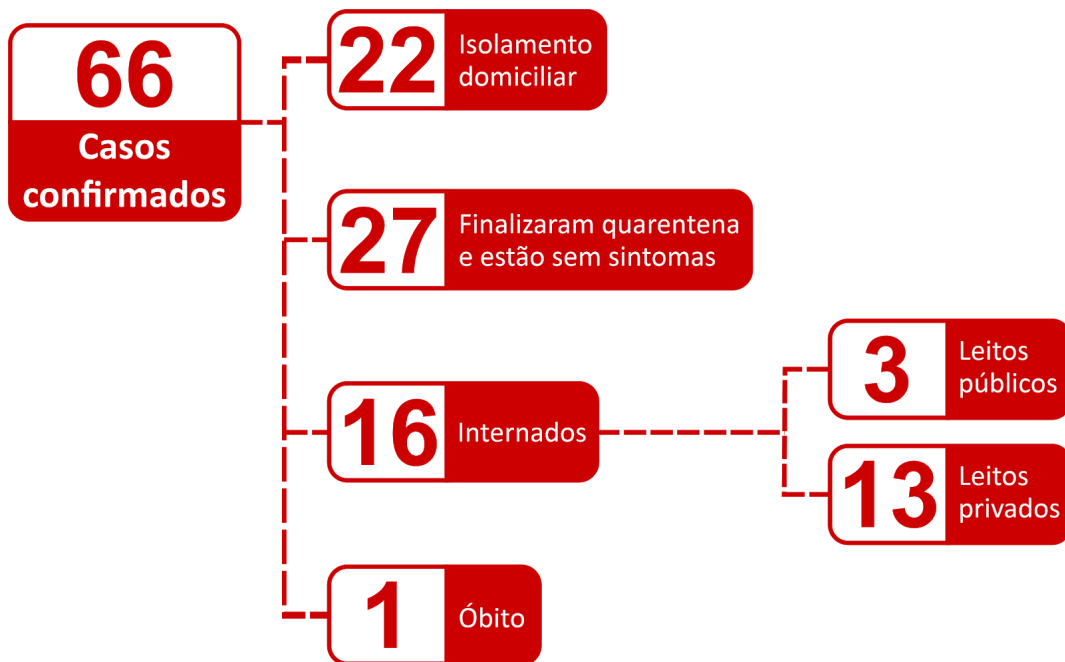 66
Casos
confirmados
22
Isolamento
domiciliar
27
Finalizaram quarentena
e estão sem sintomas
16
Internados
3
Leitos
públicos
13
Leitos
privados
1
Óbito